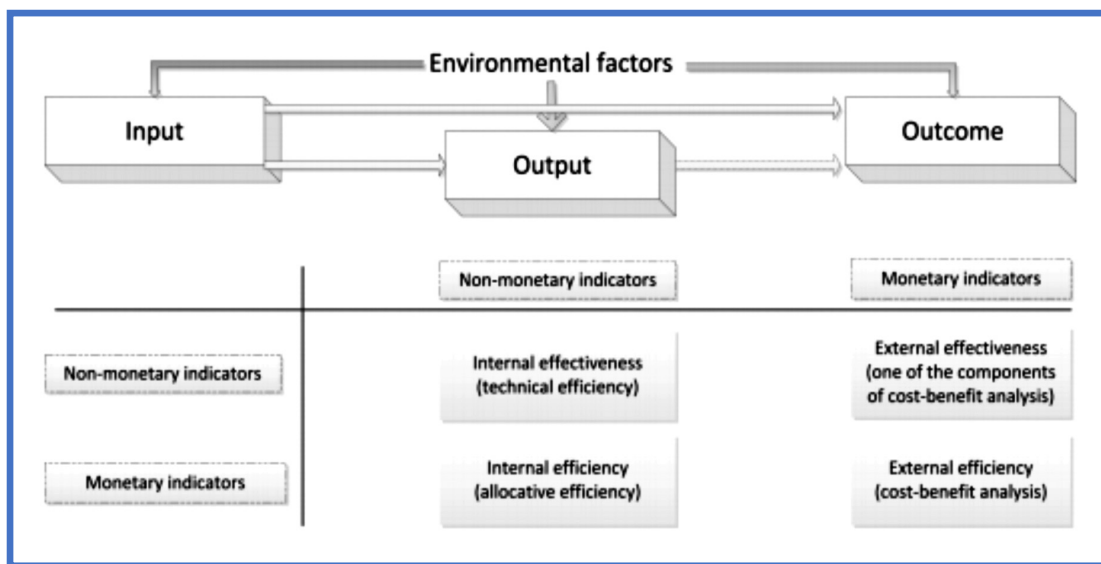 Environmental factors
Input
Output
Outcome
Non-monetary indicators
Monetary indicators
Non-monetary indicators
Internal effectiveness
(technical efficiency)
External effectiveness
(one of the components
of cost-benefit analysis)
Monetary indicators
Internal efficiency
(allocative efficiency)
External efficiency
(cost-benefit analysis)